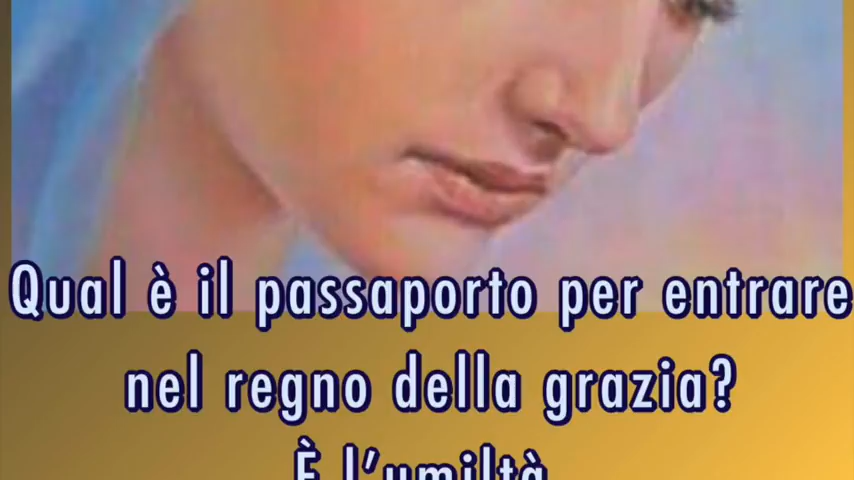 Qual è il passaporto per entrare
nel regno della grazia?
È l'umiltà